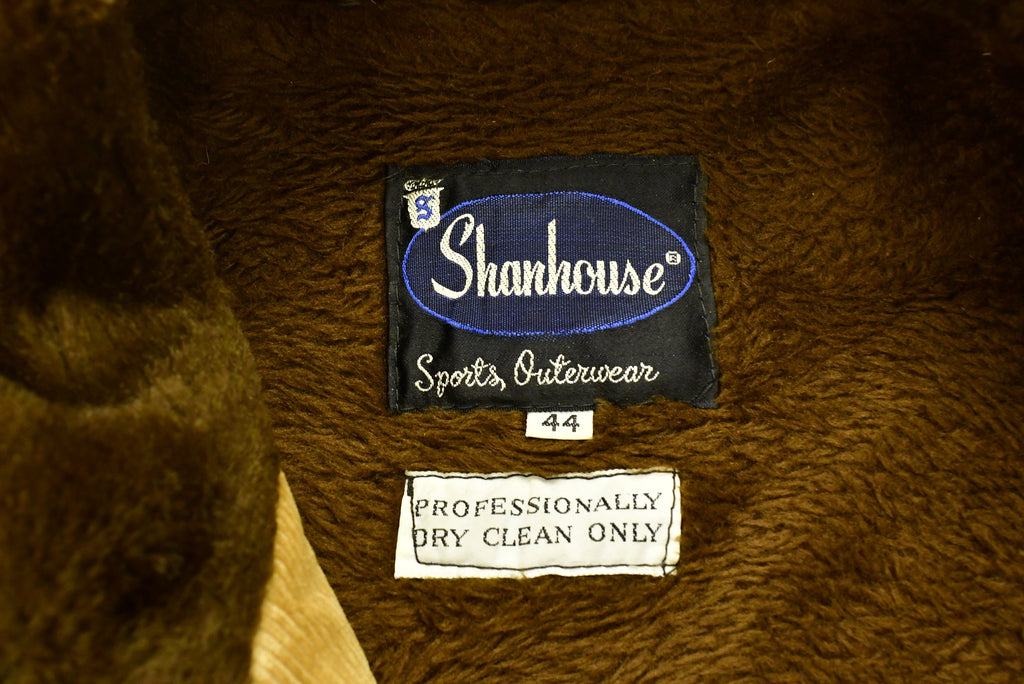 S
Shanhouse®
Sports, Outerwear
44
PROFESSIONALLY
DRY CLEAN ONLY